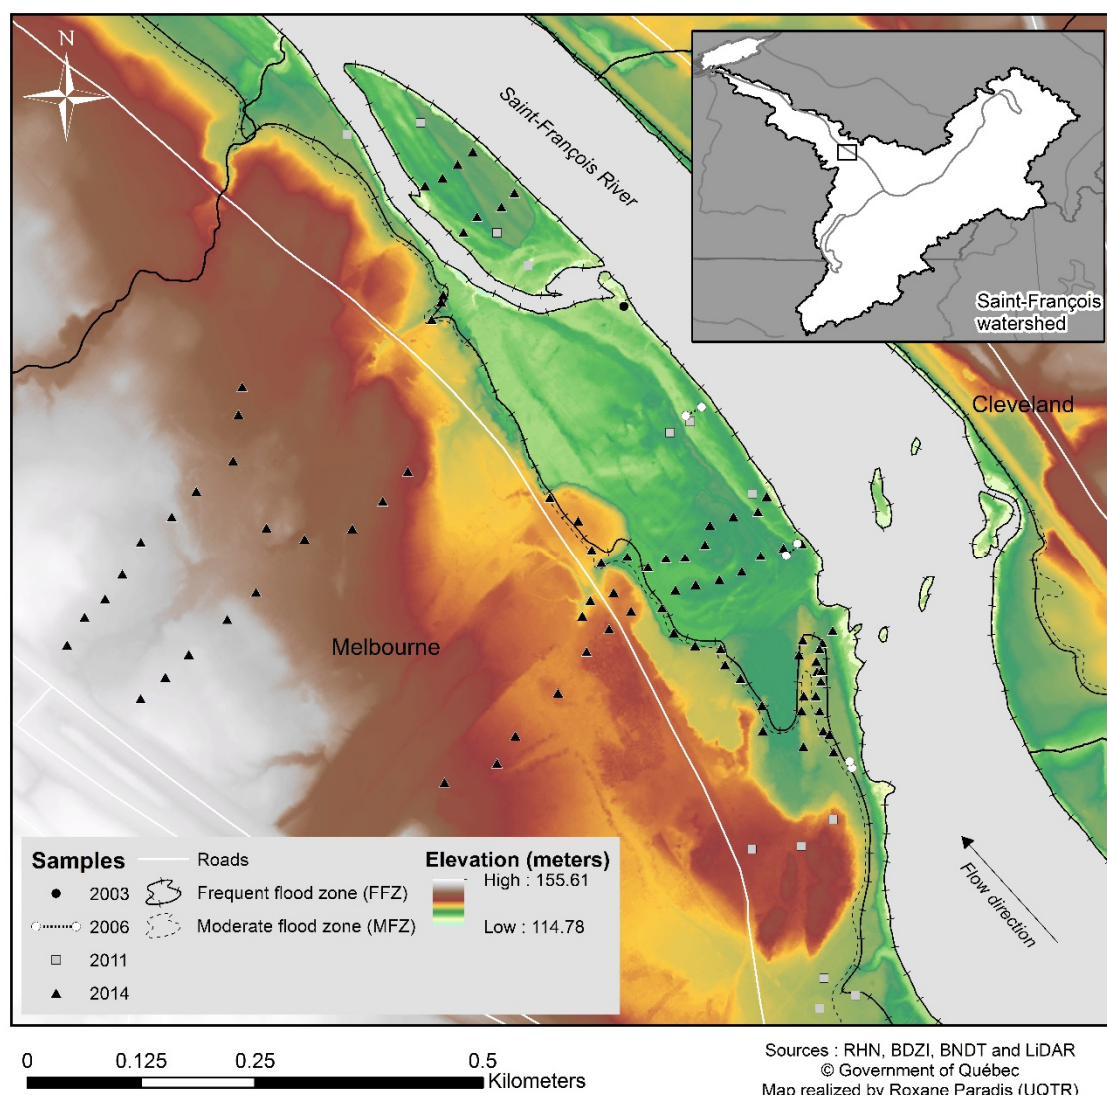 N
Saint-François River
Saint-François
watershed
Cleveland
Melbourne
Flow direction
Samples
2003
2006
2011
2014
Roads
Frequent flood zone (FFZ)
Moderate flood zone (MFZ)
Elevation (meters)
High : 155.61
Low : 114.78
0 0.125 0.25 0.5
Kilometers
Sources : RHN, BDZI, BNDT and LiDAR
© Government of Québec
Map realized by Roxane Paradis (UQTR)